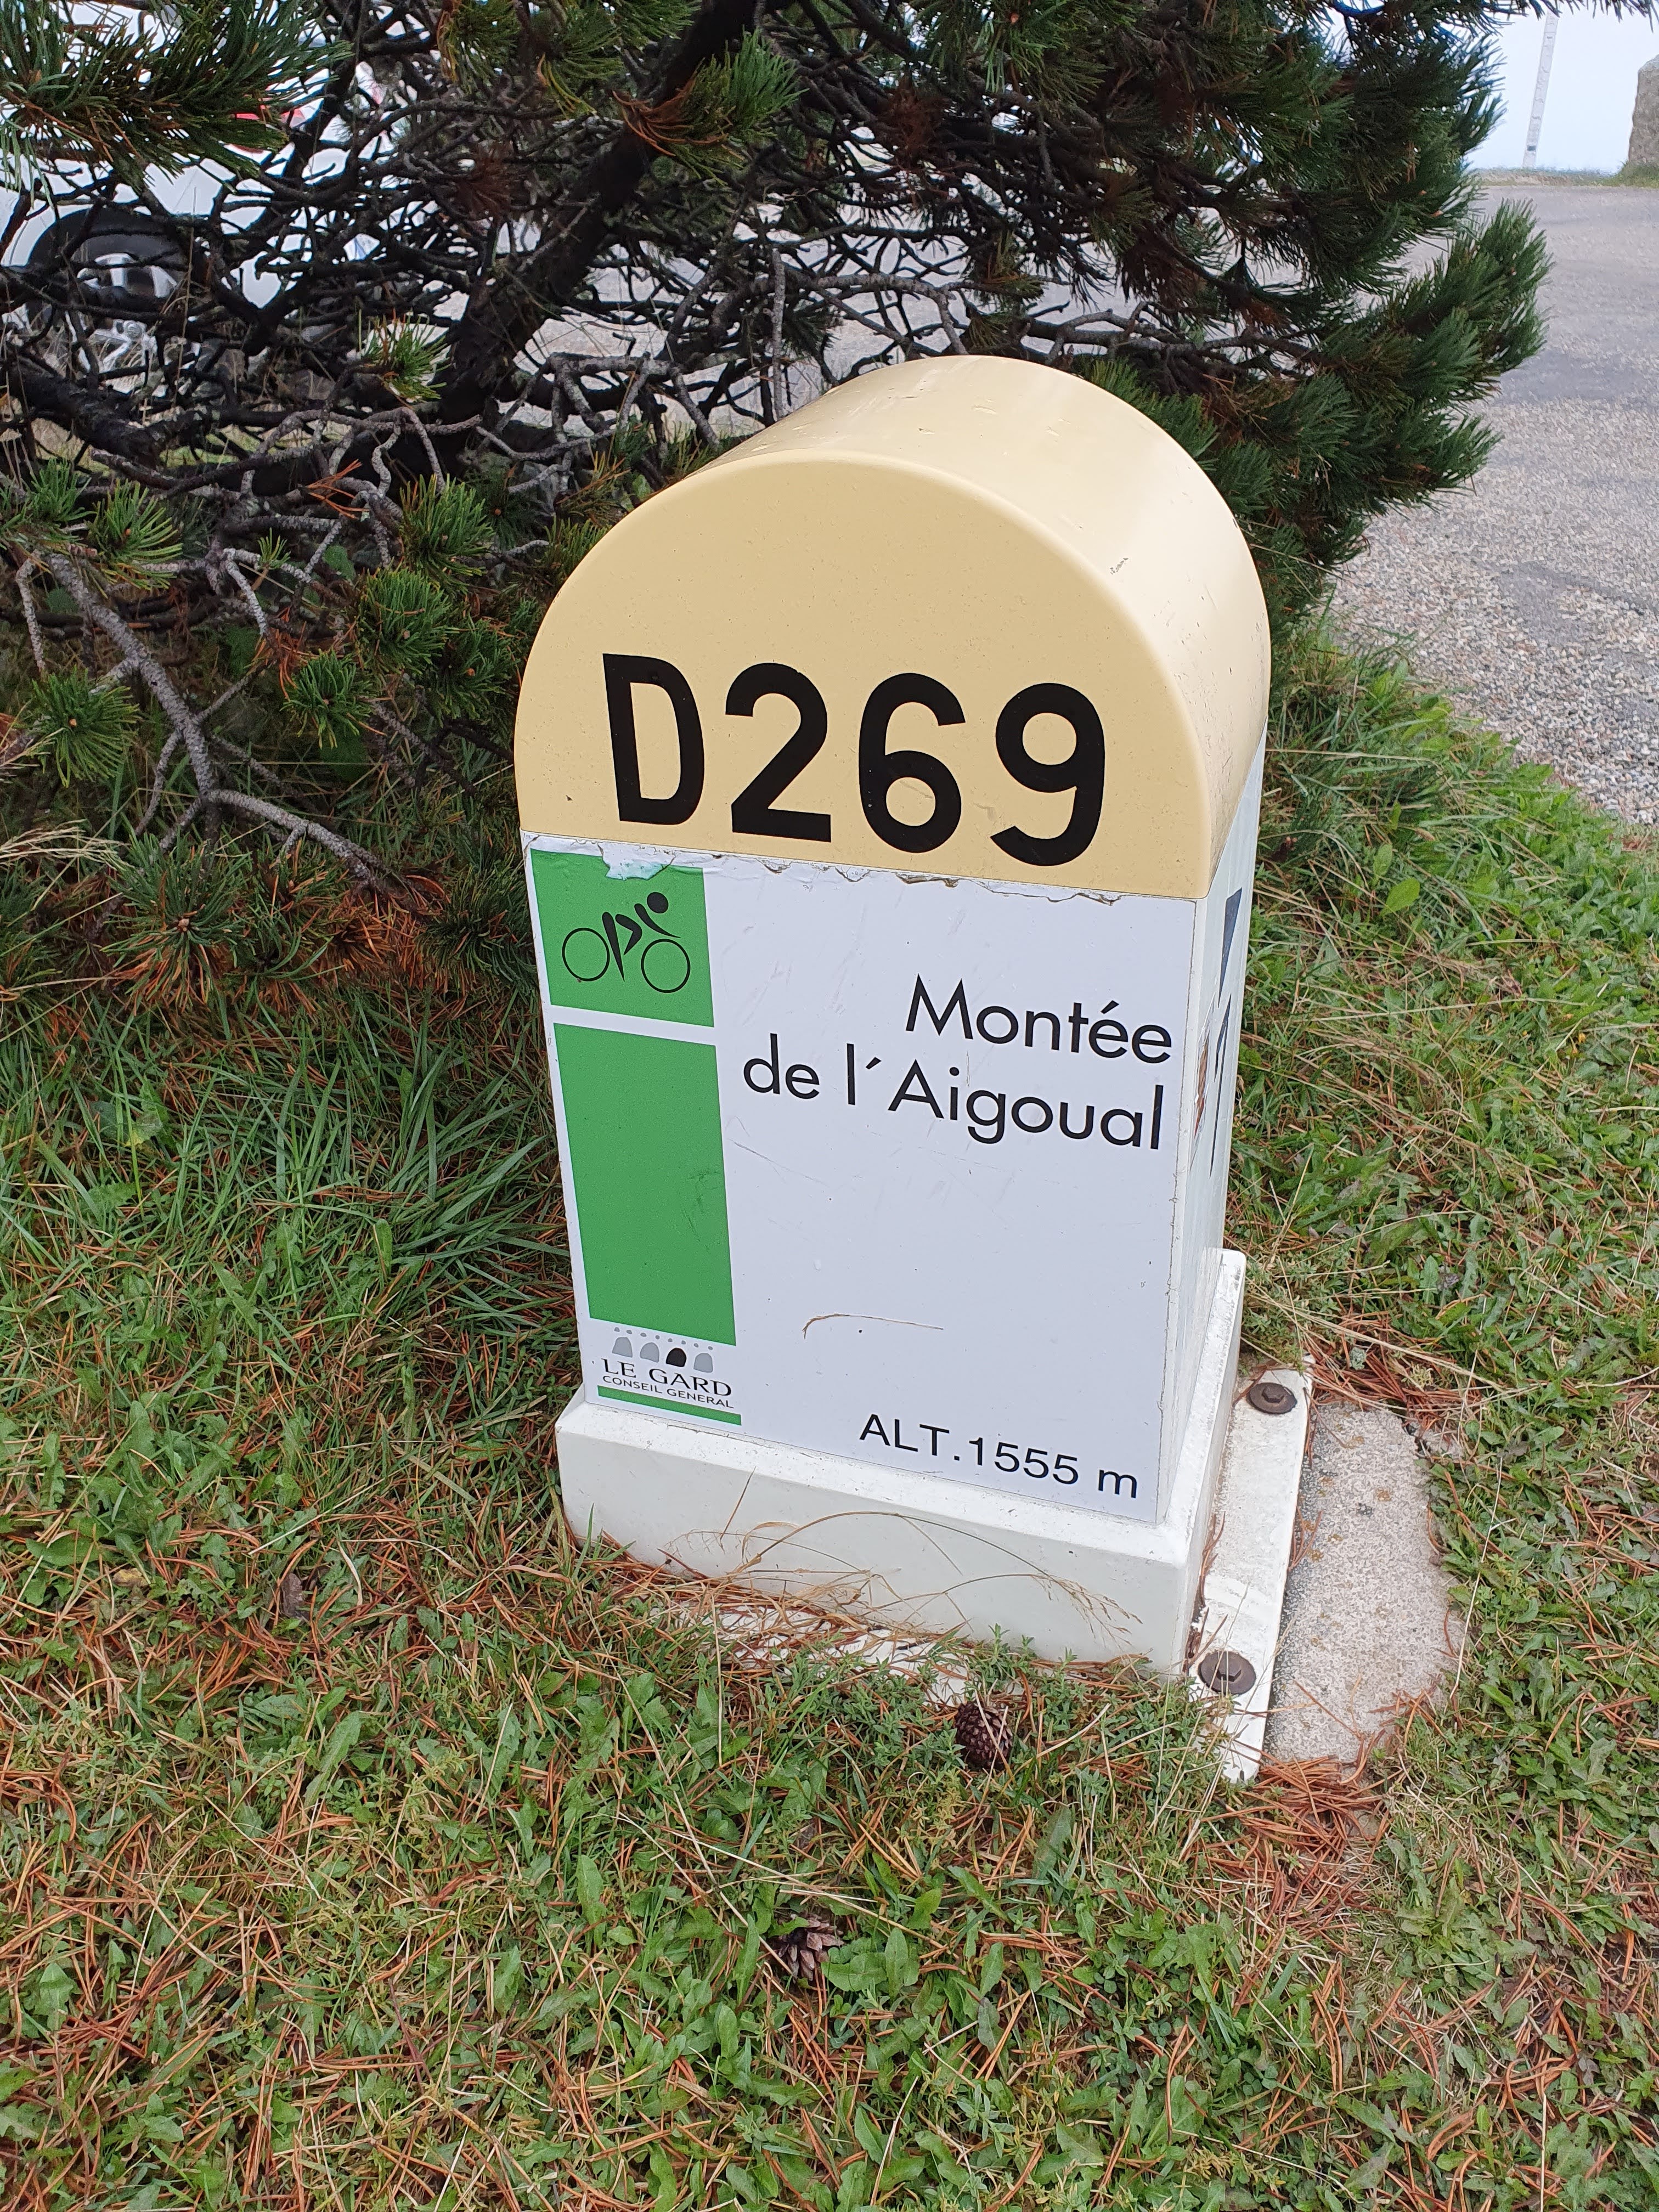 D269
Montée
de l´Aigoual
LE GARD
CONSEIL GENERAL
ALT.1555 m